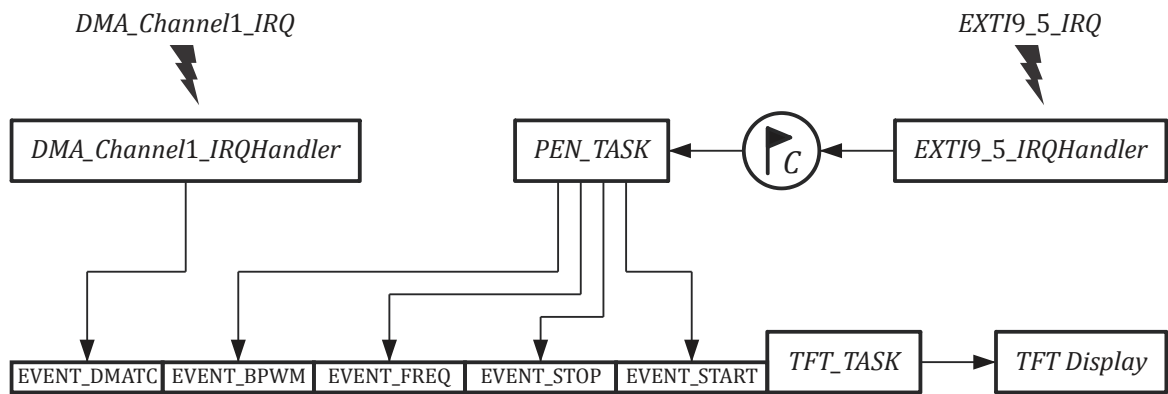 DMA_Channel1_IRQ
EXTI9_5_IRQ
DMA_Channel1_IRQHandler
PEN_TASK
C
EXTI9_5_IRQHandler
EVENT_DMATC
EVENT_BPWM
EVENT_FREQ
EVENT_STOP
EVENT_START
TFT_TASK
TFT Display